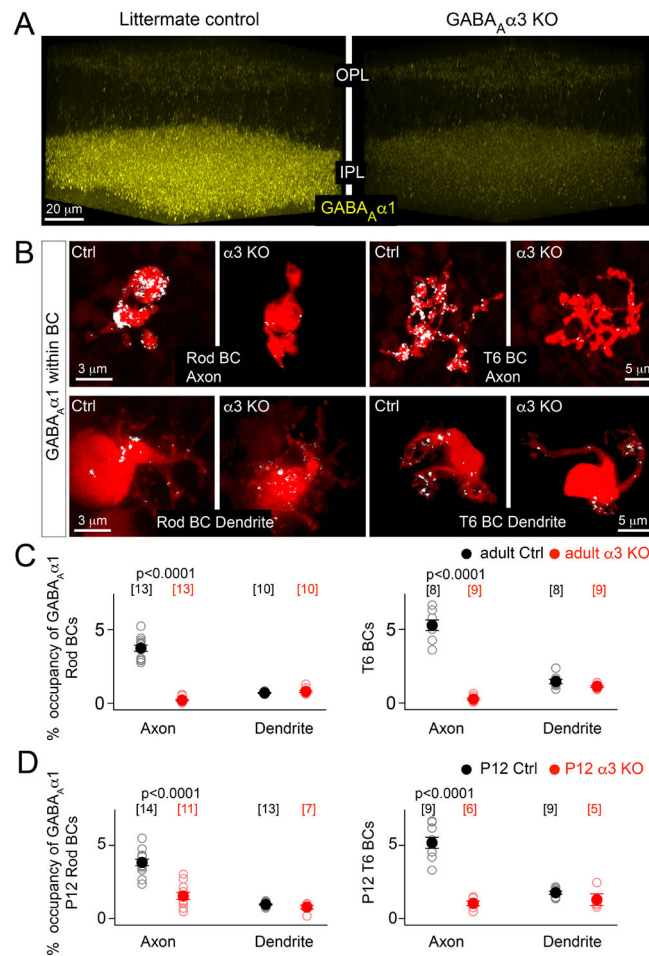 A
Littermate control
GABAAα3 KO
OPL
IPL
20 µm
GABAAα1
B
GABAAα1 within BC
Ctrl
α3 KO
Ctrl
α3 KO
Rod BC
Axon
T6 BC
Axon
3 µm
5 µm
Ctrl
α3 KO
Ctrl
α3 KO
3 µm
Rod BC Dendrite
T6 BC Dendrite
5 µm
C
adult Ctrl
adult α3 KO
% occupancy of GABAAα1
Rod BCs
p<0.0001
[13]
[13]
[10]
[10]
5
0
Axon
Dendrite
T6 BCs
p<0.0001
[8]
[9]
[8]
[9]
5
0
Axon
Dendrite
D
P12 Ctrl
P12 α3 KO
% occupancy of GABAAα1
P12 Rod BCs
p<0.0001
[14]
[11]
[13]
[7]
5
0
Axon
Dendrite
P12 T6 BCs
p<0.0001
[9]
[6]
[9]
[5]
5
0
Axon
Dendrite